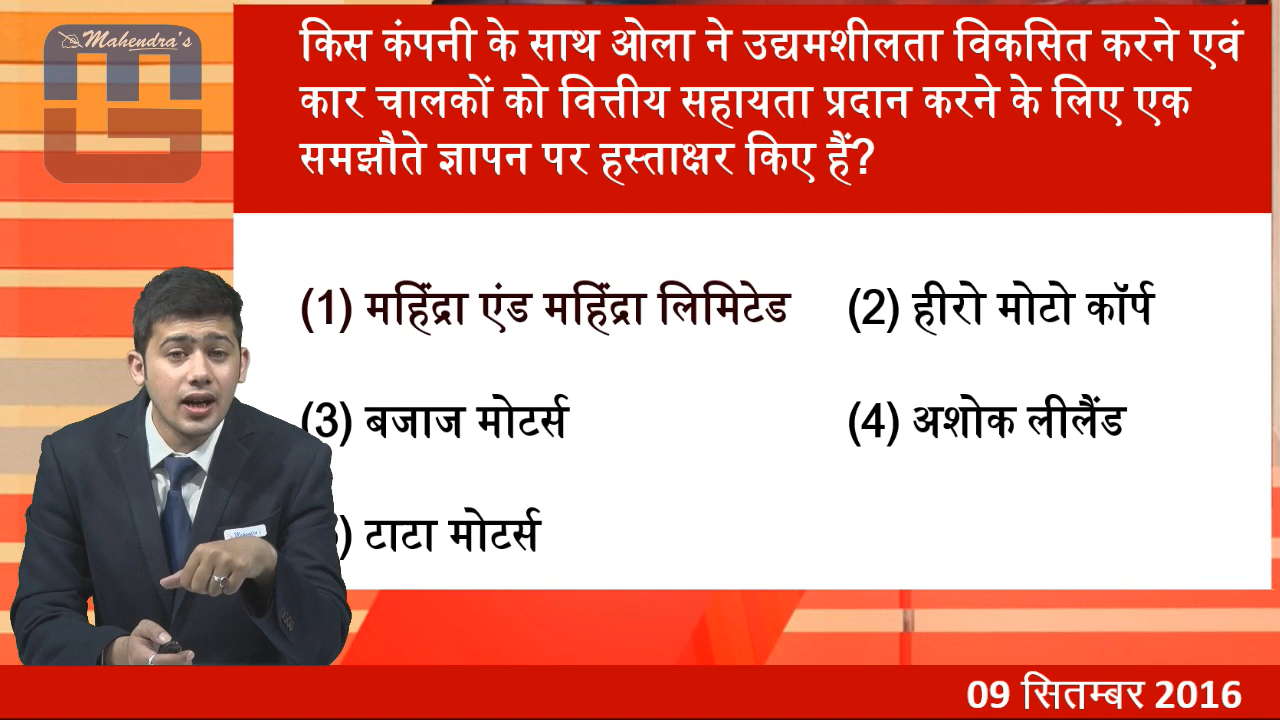 Mahendra's
किस कंपनी के साथ ओला ने उद्यमशीलता विकसित करने एवं
कार चालकों को वित्तीय सहायता प्रदान करने के लिए एक
समझौते ज्ञापन पर हस्ताक्षर किए हैं?
(1) महिंद्रा एंड महिंद्रा लिमिटेड (2) हीरो मोटो कॉर्प
(3) बजाज मोटर्स (4) अशोक लीलैंड
) टाटा मोटर्स
Mahendra's
09 सितम्बर 2016